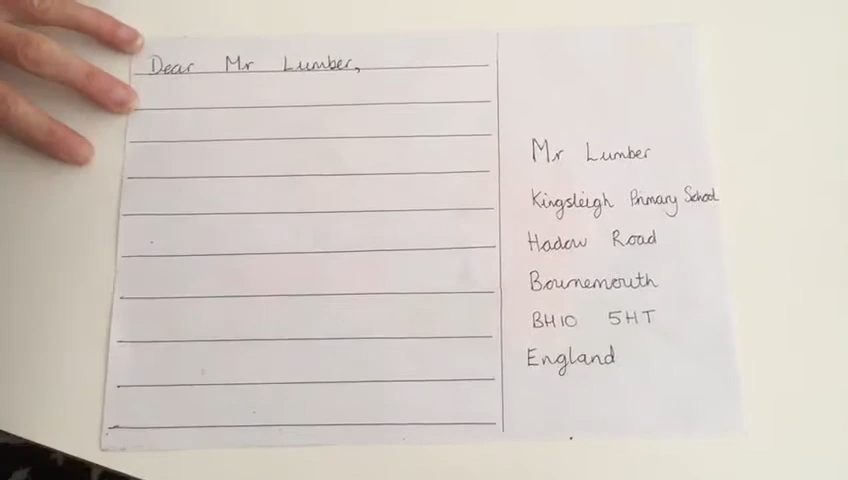 Dear Mr Lumber,
Mr Lumber
Kingsleigh Primary School
Hadow Road
Bournemouth
BH10 5HT
England